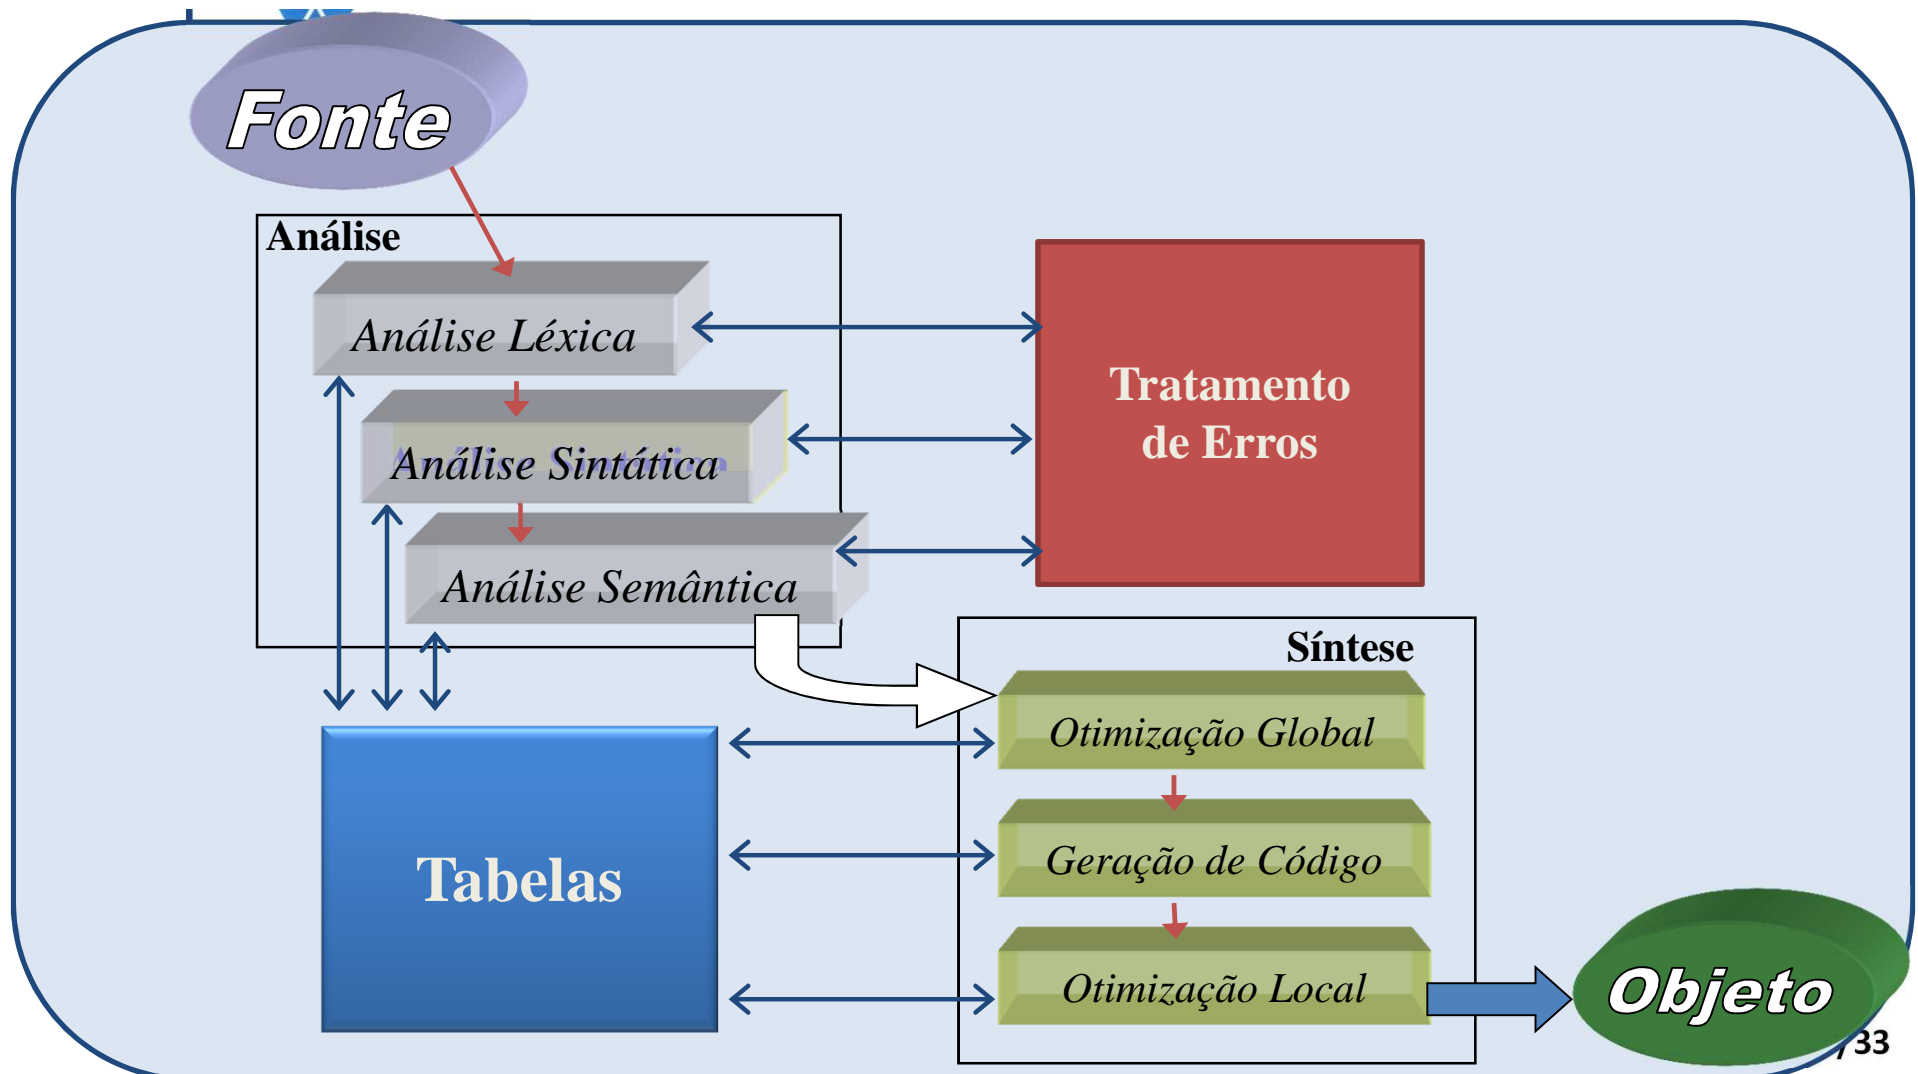 Fonte
Análise
Análise Léxica
Análise Sintática
Análise Semântica
Tratamento
de Erros
Síntese
Otimização Global
Geração de Código
Otimização Local
Tabelas
Objeto
/33